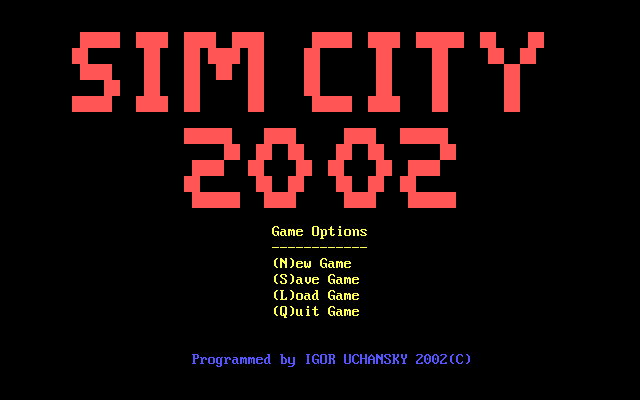 SIM CITY
2002
Game Options
------------
(N)ew Game
(S)ave Game
(L)oad Game
(Q)uit Game
Programmed by IGOR UCHANSKY 2002(C)